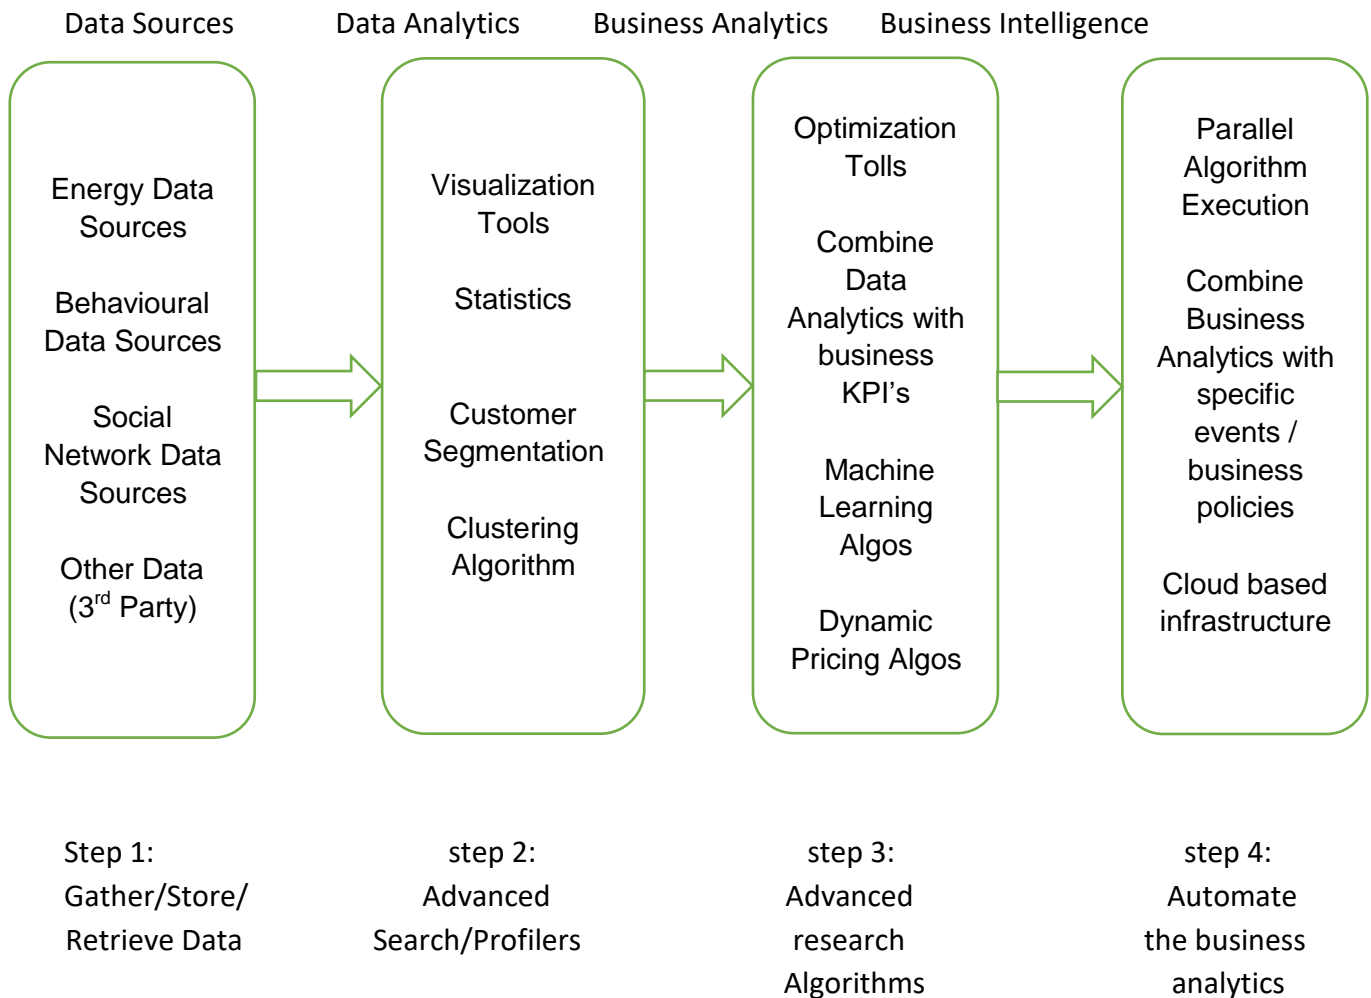 Data Sources
Data Analytics
Business Analytics
Business Intelligence
Energy Data
Sources
Behavioural
Data Sources
Social
Network Data
Sources
Other Data
(3rd Party)
Visualization
Tools
Statistics
Customer
Segmentation
Clustering
Algorithm
Optimization
Tolls
Combine
Data
Analytics with
business
KPI’s
Machine
Learning
Algos
Dynamic
Pricing Algos
Parallel
Algorithm
Execution
Combine
Business
Analytics with
specific
events /
business
policies
Cloud based
infrastructure
Step 1:
Gather/Store/
Retrieve Data
step 2:
Advanced
Search/Profilers
step 3:
Advanced
research
Algorithms
step 4:
Automate
the business
analytics